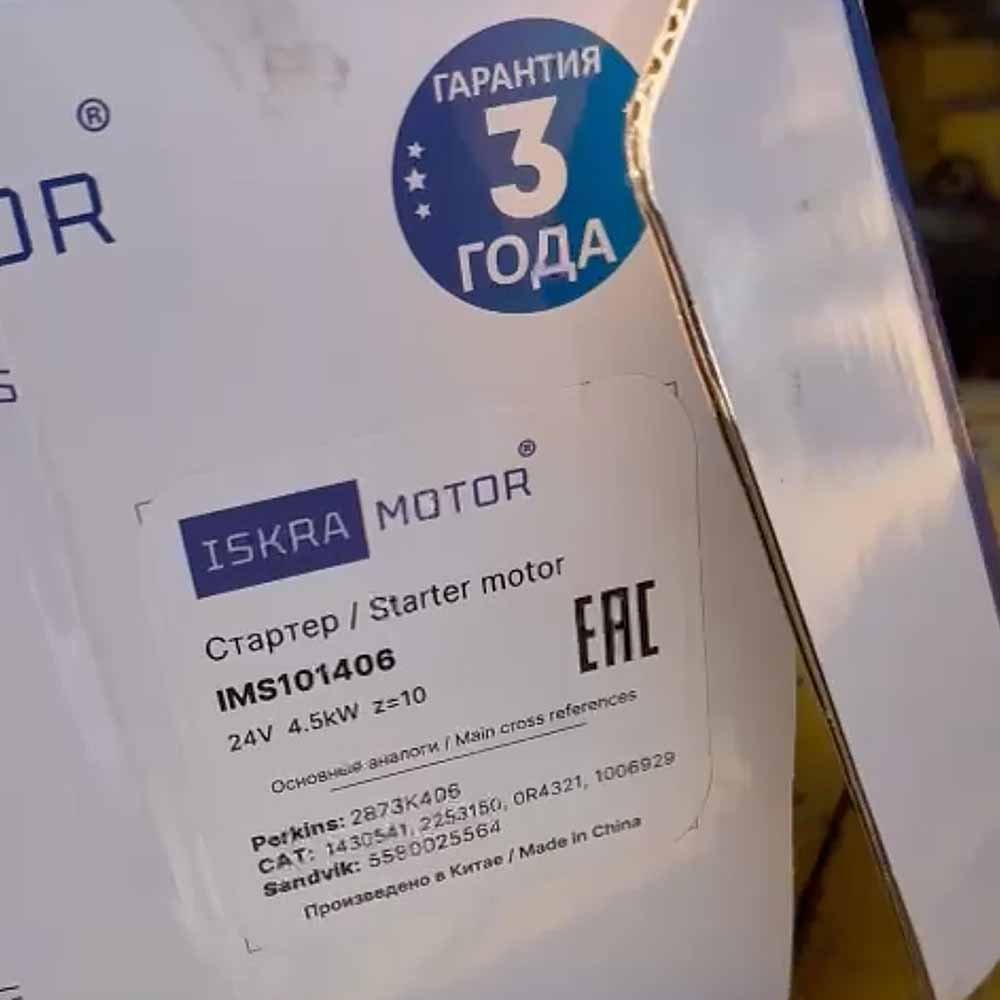 ®
OR
ГАРАНТИЯ
3
ГОДА
S
ISKRA MOTOR®
Стартер / Starter motor
IMS101406
EAC
24V 4.5kW z=10
Основные аналоги / Main cross references
Perkins: 2873K406
CAT: 1430541, 2253150, 0R4321, 1006929
Sandvik: 5580025564
Произведено в Китае / Made in China